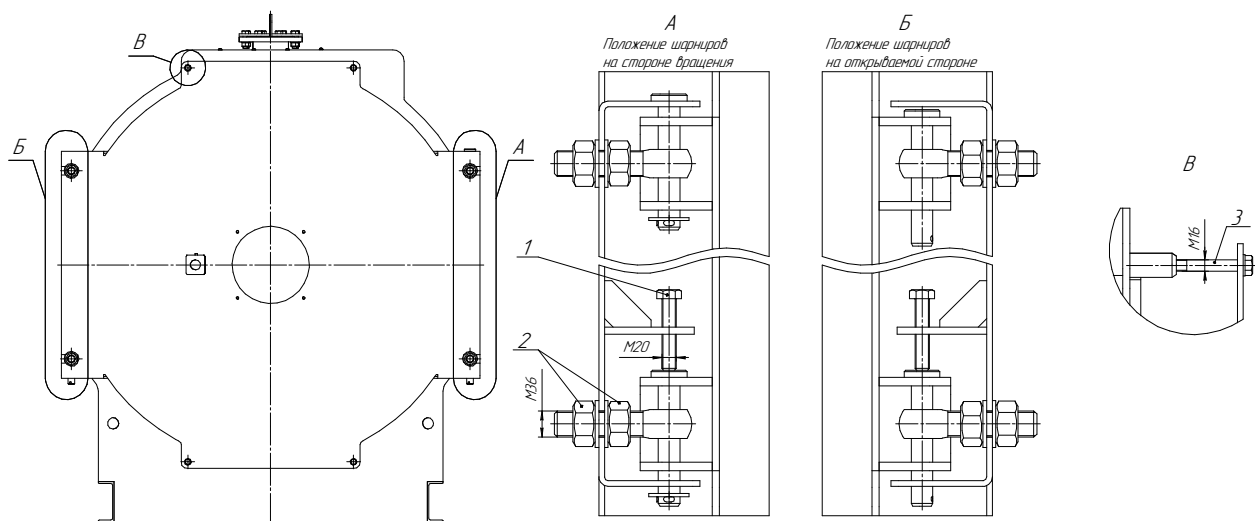 В
Б
А
А
Положение шарниров
на стороне вращения
1
2
М20
М36
Б
Положение шарниров
на открываемой стороне
В
М16
3